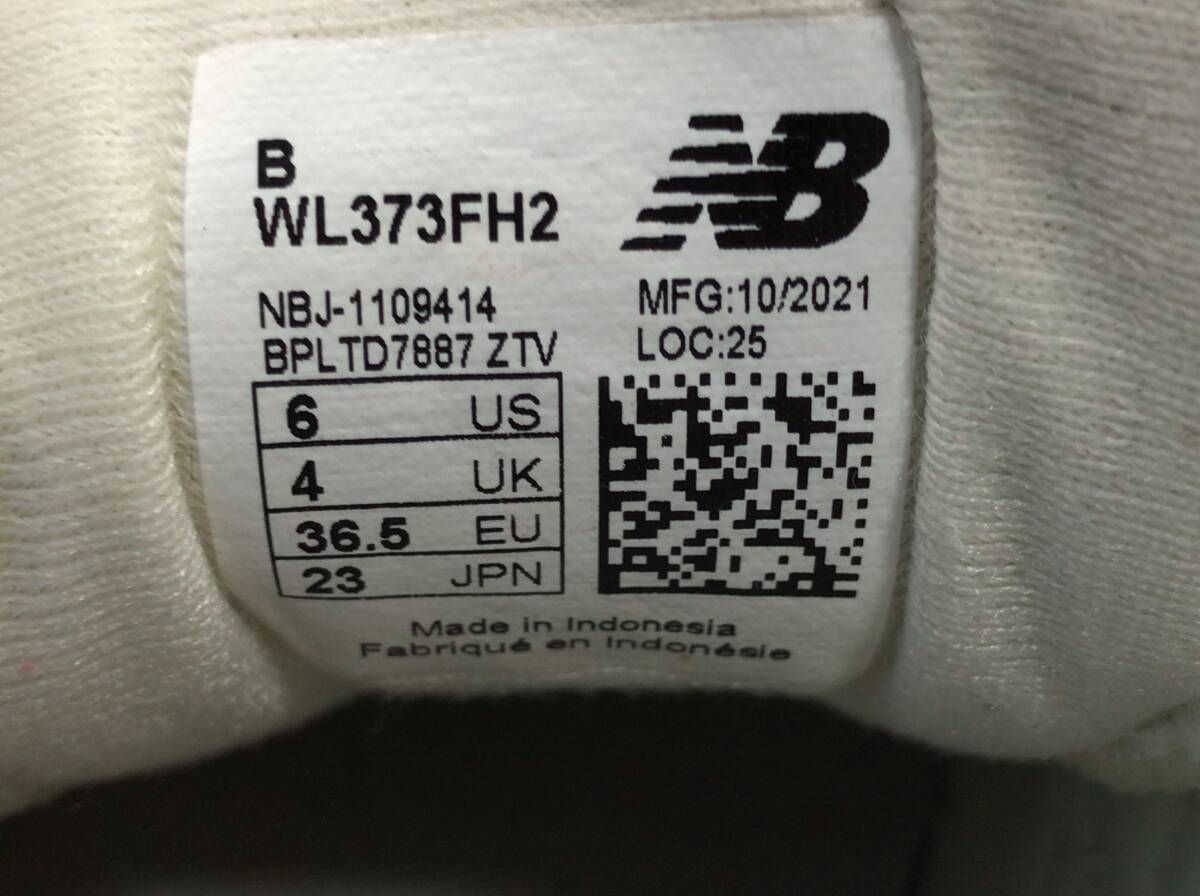 B
WL373FH2
NB
NBJ-1109414
BPLTD7887 ZTV
MFG:10/2021
LOC:25
6 US
4 UK
36.5 EU
23 JPN
Made in Indonesia
Fabriqué en Indonésie